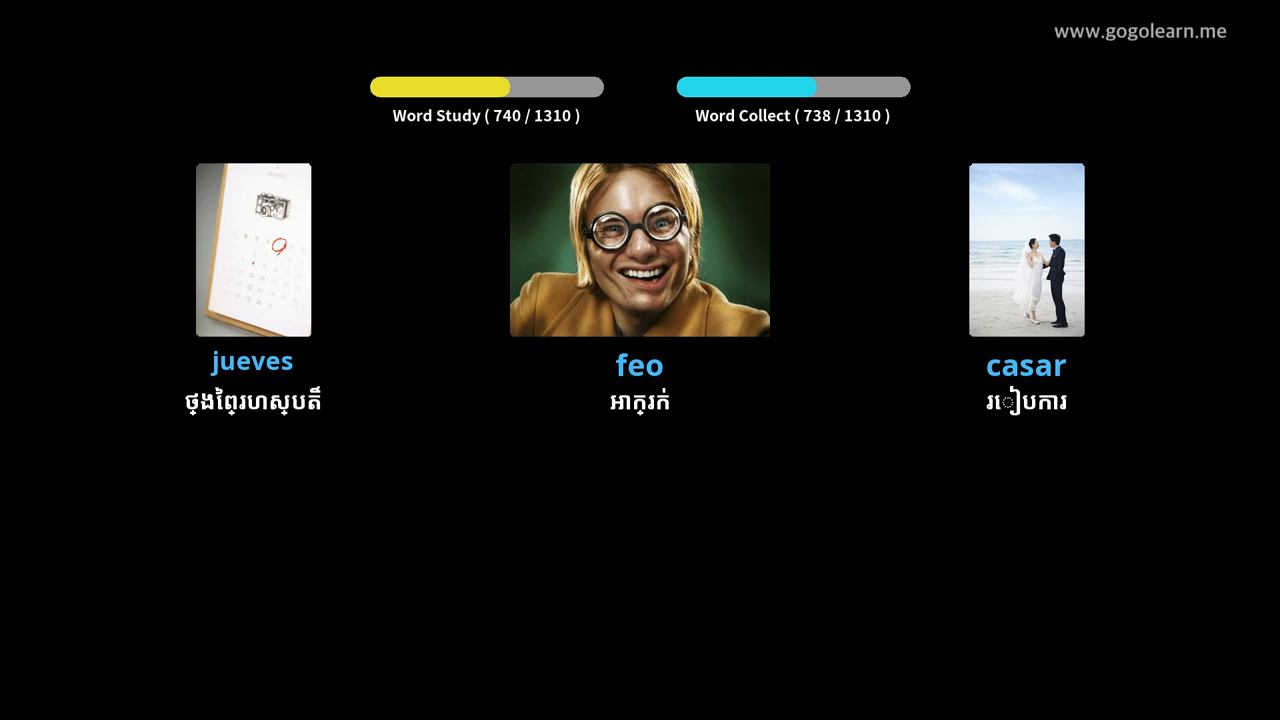 www.gogolearn.me
Word Study ( 740 / 1310 )
Word Collect ( 738 / 1310 )
jueves
ថ្ងៃព្រហស្បតិ៍
feo
អាក្រក់
casar
រៀបការ